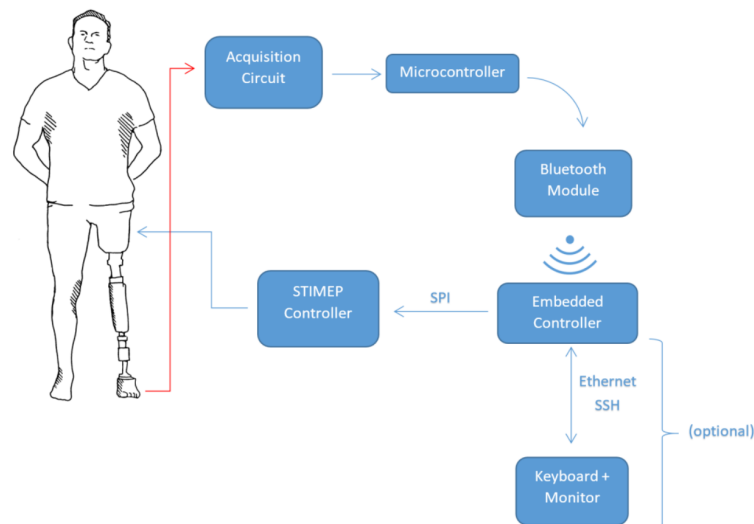 Acquisition
Circuit
Microcontroller
Bluetooth
Module
STIMEP
Controller
SPI
Embedded
Controller
Ethernet
SSH
(optional)
Keyboard +
Monitor